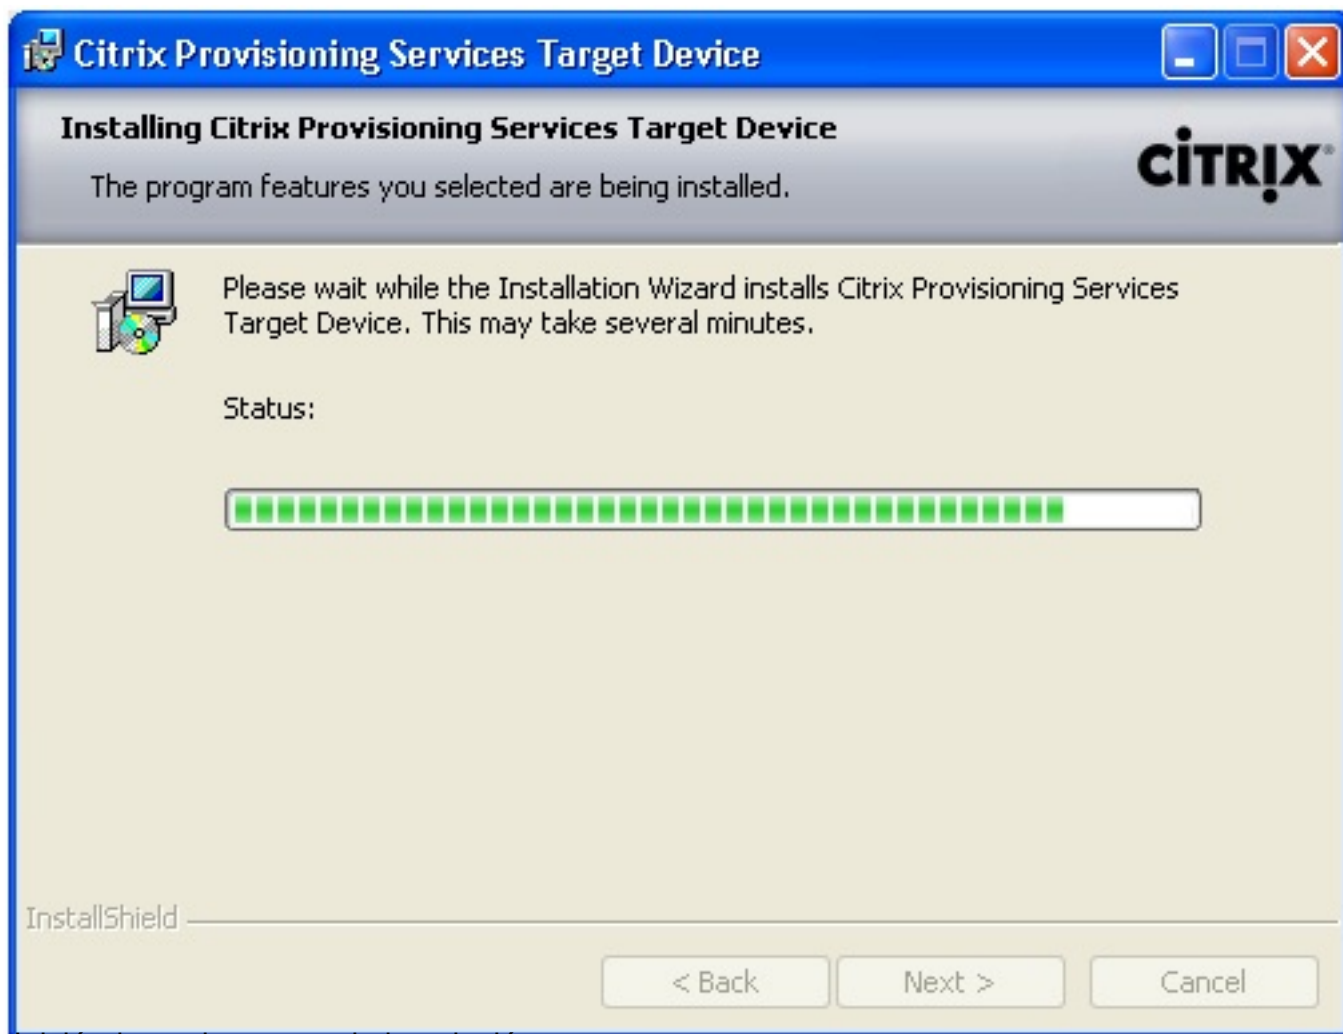 Citrix Provisioning Services Target Device
Installing Citrix Provisioning Services Target Device
The program features you selected are being installed.
CİTRỊX®
Please wait while the Installation Wizard installs Citrix Provisioning Services
Target Device. This may take several minutes.
Status:
InstallShield
< Back
Next >
Cancel